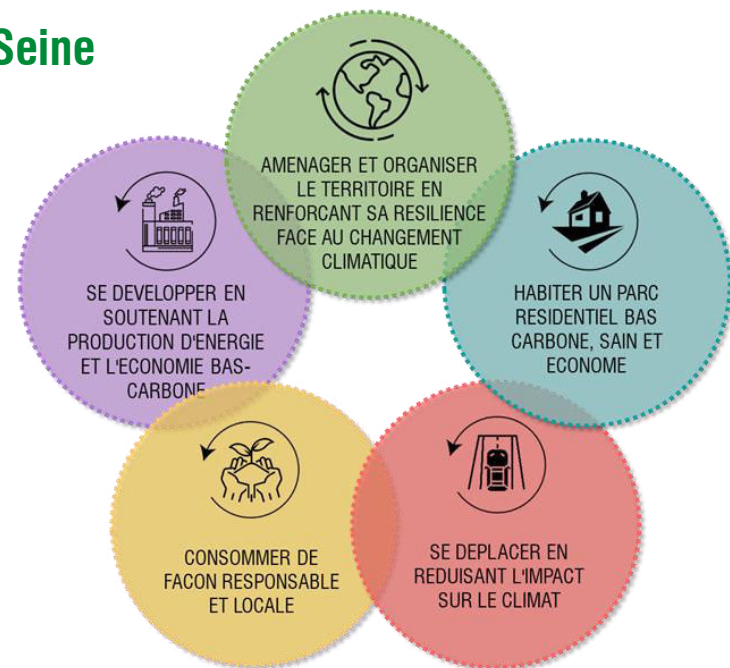 Seine
AMENAGER ET ORGANISER
LE TERRITOIRE EN
RENFORCANT SA RESILIENCE
FACE AU CHANGEMENT
CLIMATIQUE
SE DEVELOPPER EN
SOUTENANT LA
PRODUCTION D'ENERGIE
ET L'ECONOMIE BAS-
CARBONE
HABITER UN PARC
RESIDENTIEL BAS
CARBONE, SAIN ET
ECONOME
CONSOMMER DE
FACON RESPONSABLE
ET LOCALE
SE DEPLACER EN
REDUISANT L'IMPACT
SUR LE CLIMAT